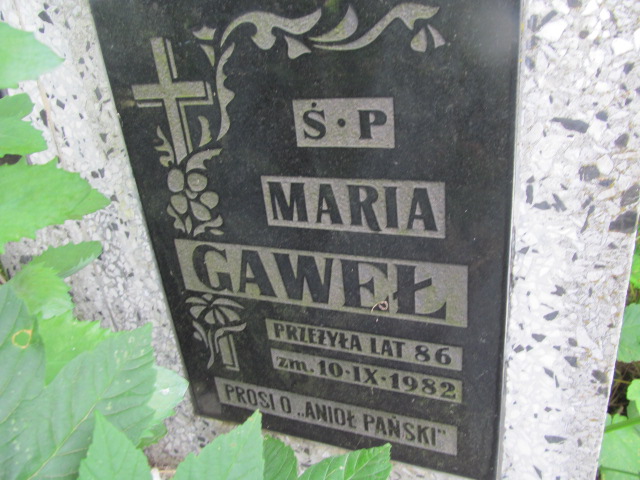 Ś•P
MARIA
GAWEŁ
PRZEŻYŁA LAT 86
zm. 10•IX•1982
PROSI O „ANIOŁ PAŃSKI"